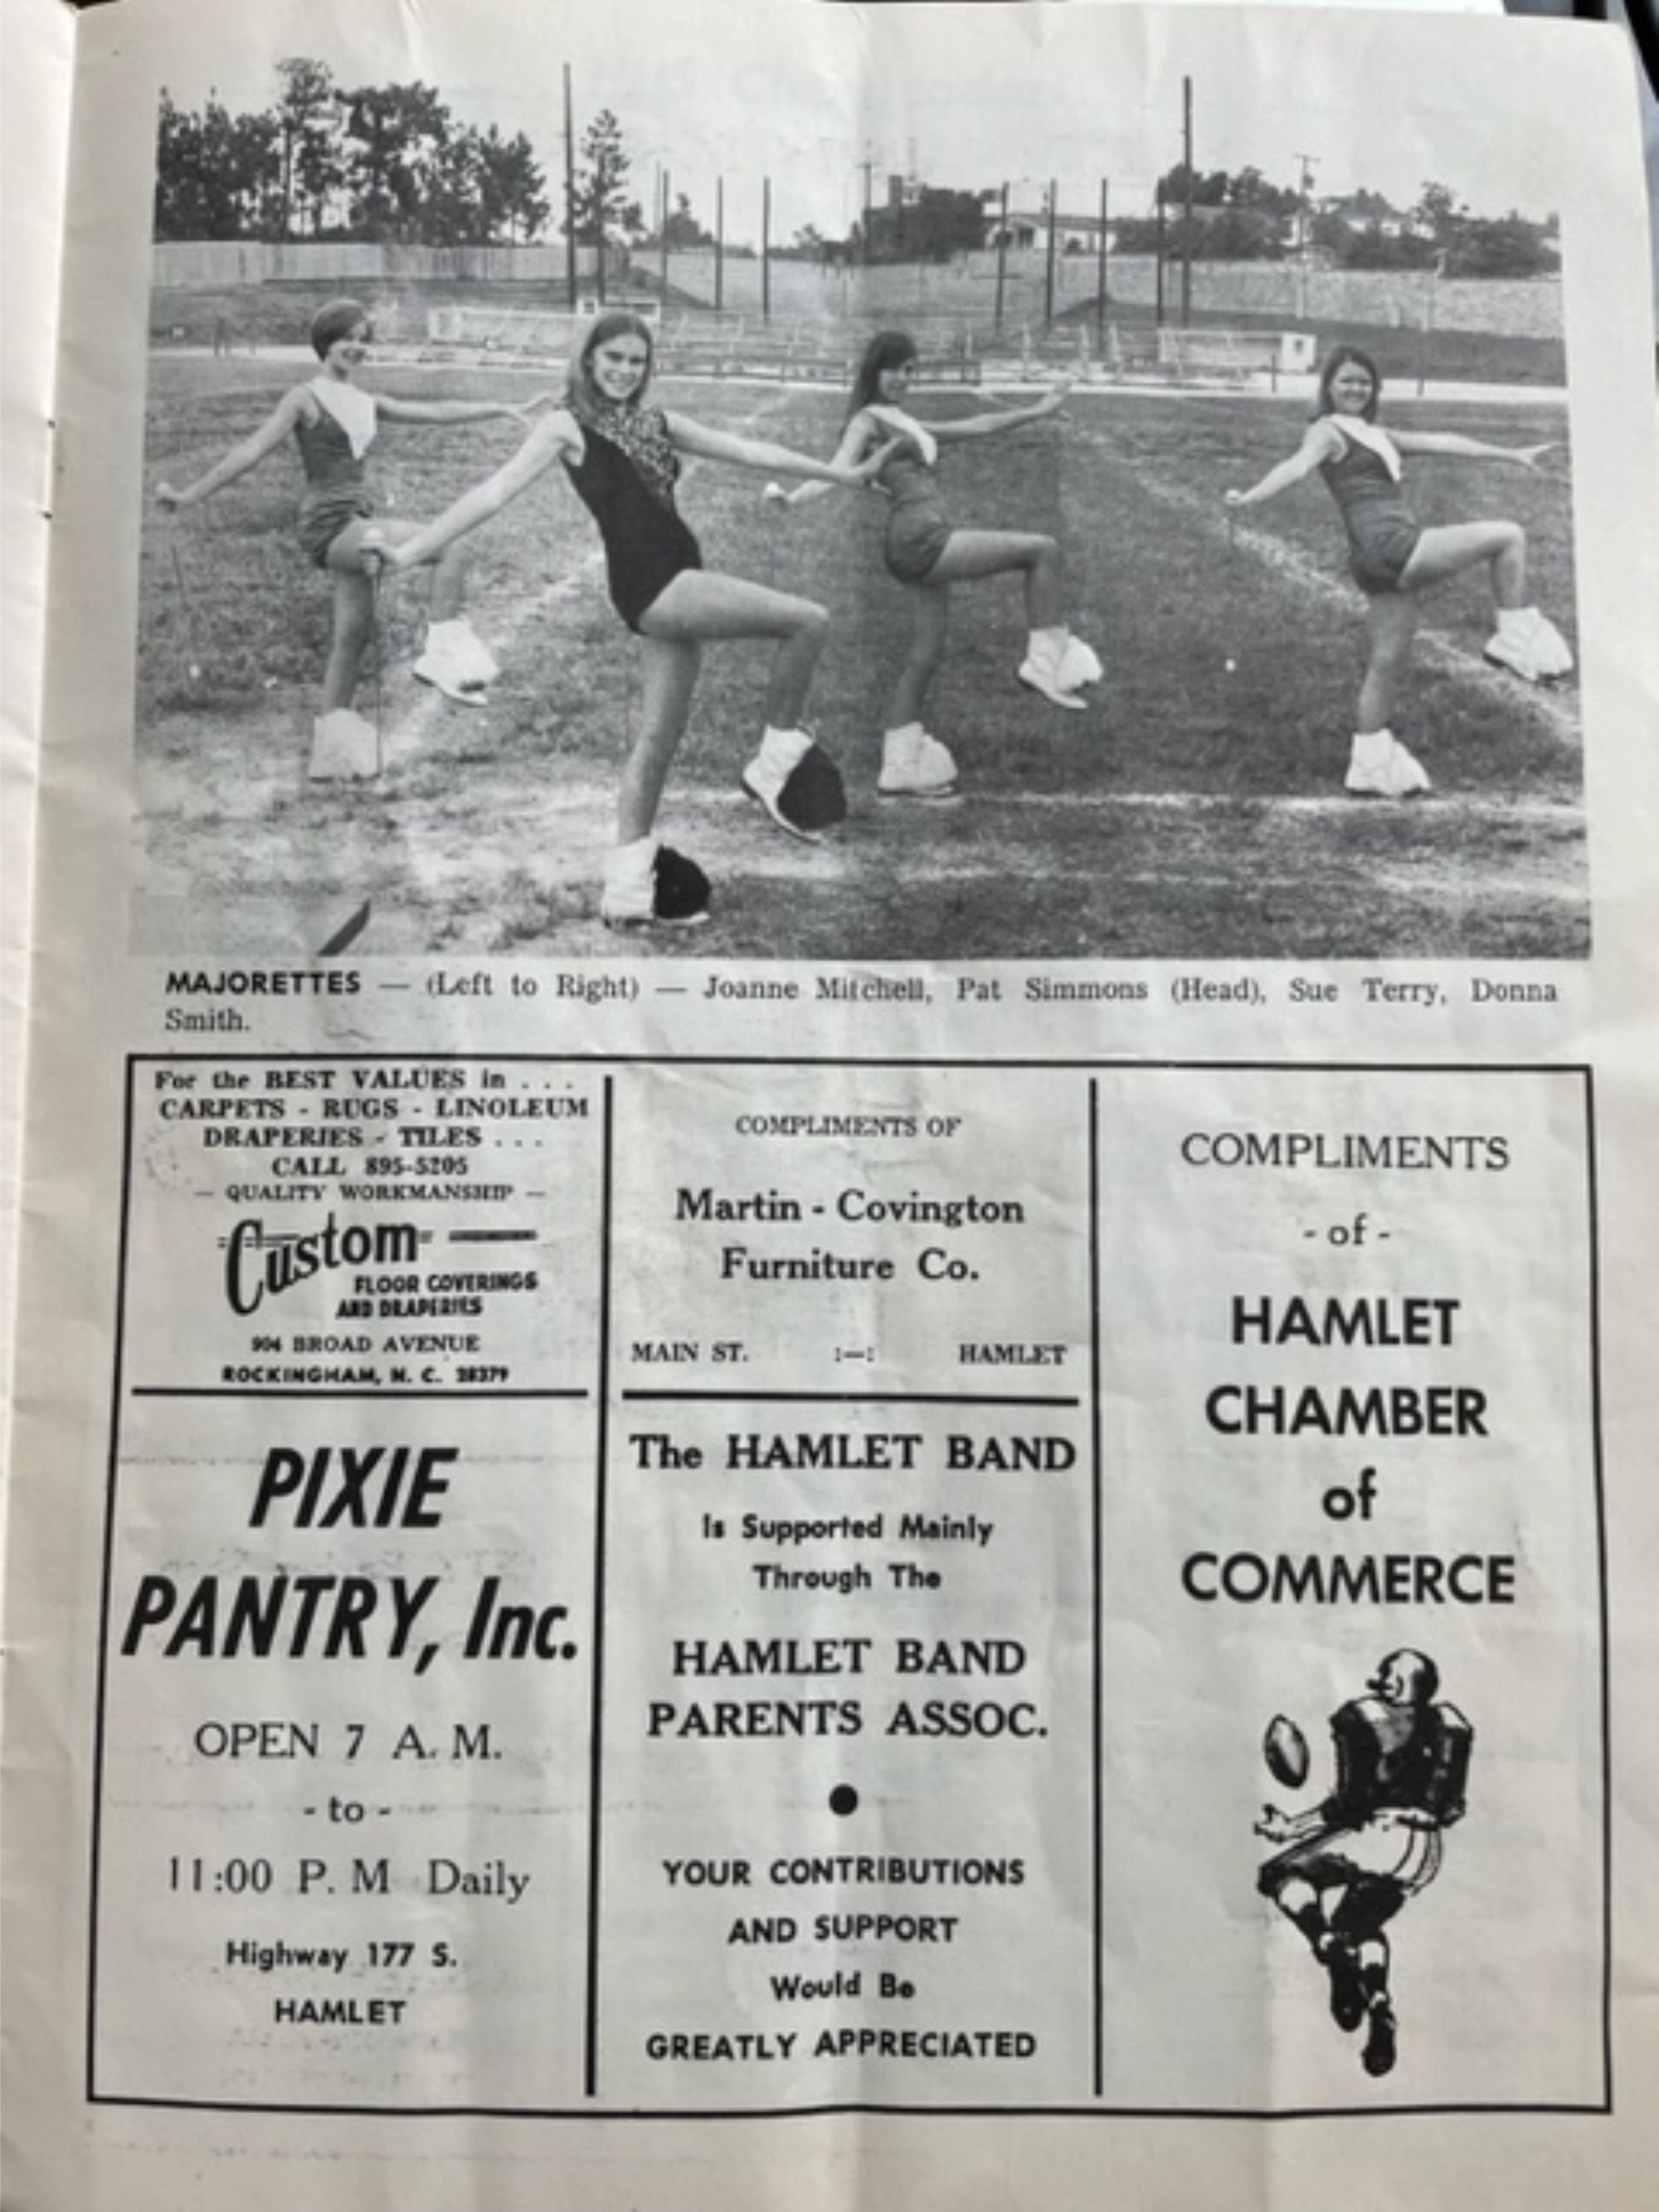 MAJORETTES — (Left to Right) — Joanne Mitchell, Pat Simmons (Head), Sue Terry, Donna
Smith.
For the BEST VALUES in . . .
CARPETS - RUGS - LINOLEUM
DRAPERIES - TILES . . .
CALL 895-5205
— QUALITY WORKMANSHIP —
Custom
FLOOR COVERINGS
AND DRAPERIES
904 BROAD AVENUE
ROCKINGHAM, N. C. 28379
PIXIE
PANTRY, Inc.
OPEN 7 A. M.
- to -
11:00 P. M Daily
Highway 177 S.
HAMLET
COMPLIMENTS OF
Martin - Covington
Furniture Co.
MAIN ST. :—: HAMLET
The HAMLET BAND
Is Supported Mainly
Through The
HAMLET BAND
PARENTS ASSOC.
YOUR CONTRIBUTIONS
AND SUPPORT
Would Be
GREATLY APPRECIATED
COMPLIMENTS
- of -
HAMLET
CHAMBER
of
COMMERCE